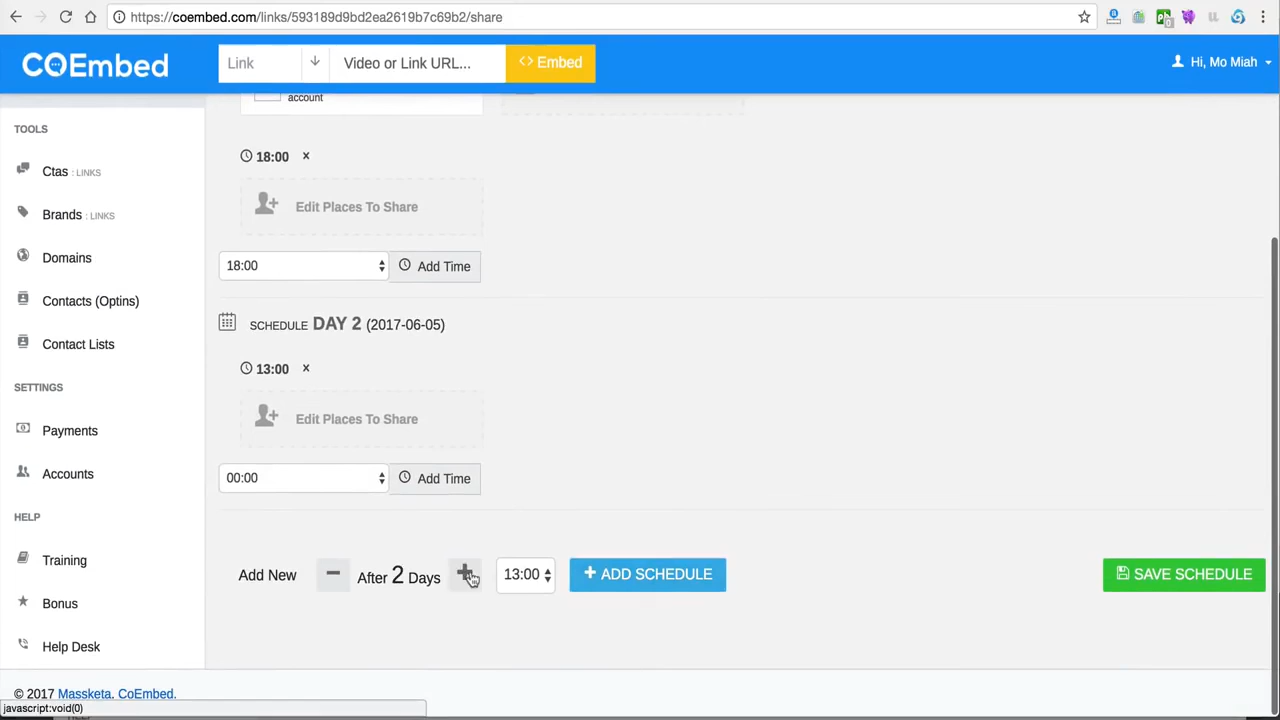 https://coembed.com/links/593189d9bd2ea2619b7c69b2/share
COEmbed
Link
Video or Link URL...
<> Embed
Hi, Mo Miah
account
TOOLS
Ctas : LINKS
Brands : LINKS
Domains
Contacts (Optins)
Contact Lists
SETTINGS
Payments
Accounts
HELP
Training
Bonus
Help Desk
18:00 ×
Edit Places To Share
18:00
Add Time
SCHEDULE DAY 2 (2017-06-05)
13:00 ×
Edit Places To Share
00:00
Add Time
Add New
After 2 Days
13:00
+ ADD SCHEDULE
SAVE SCHEDULE
© 2017 Massketa, CoEmbed.
javascript:void(0)